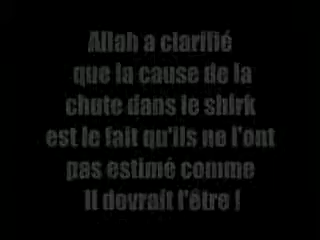 Allah a clarifié
que la cause de la
chute dans le shirk
est le fait qu'ils ne l'ont
pas estimé comme
Il devrait l'être !